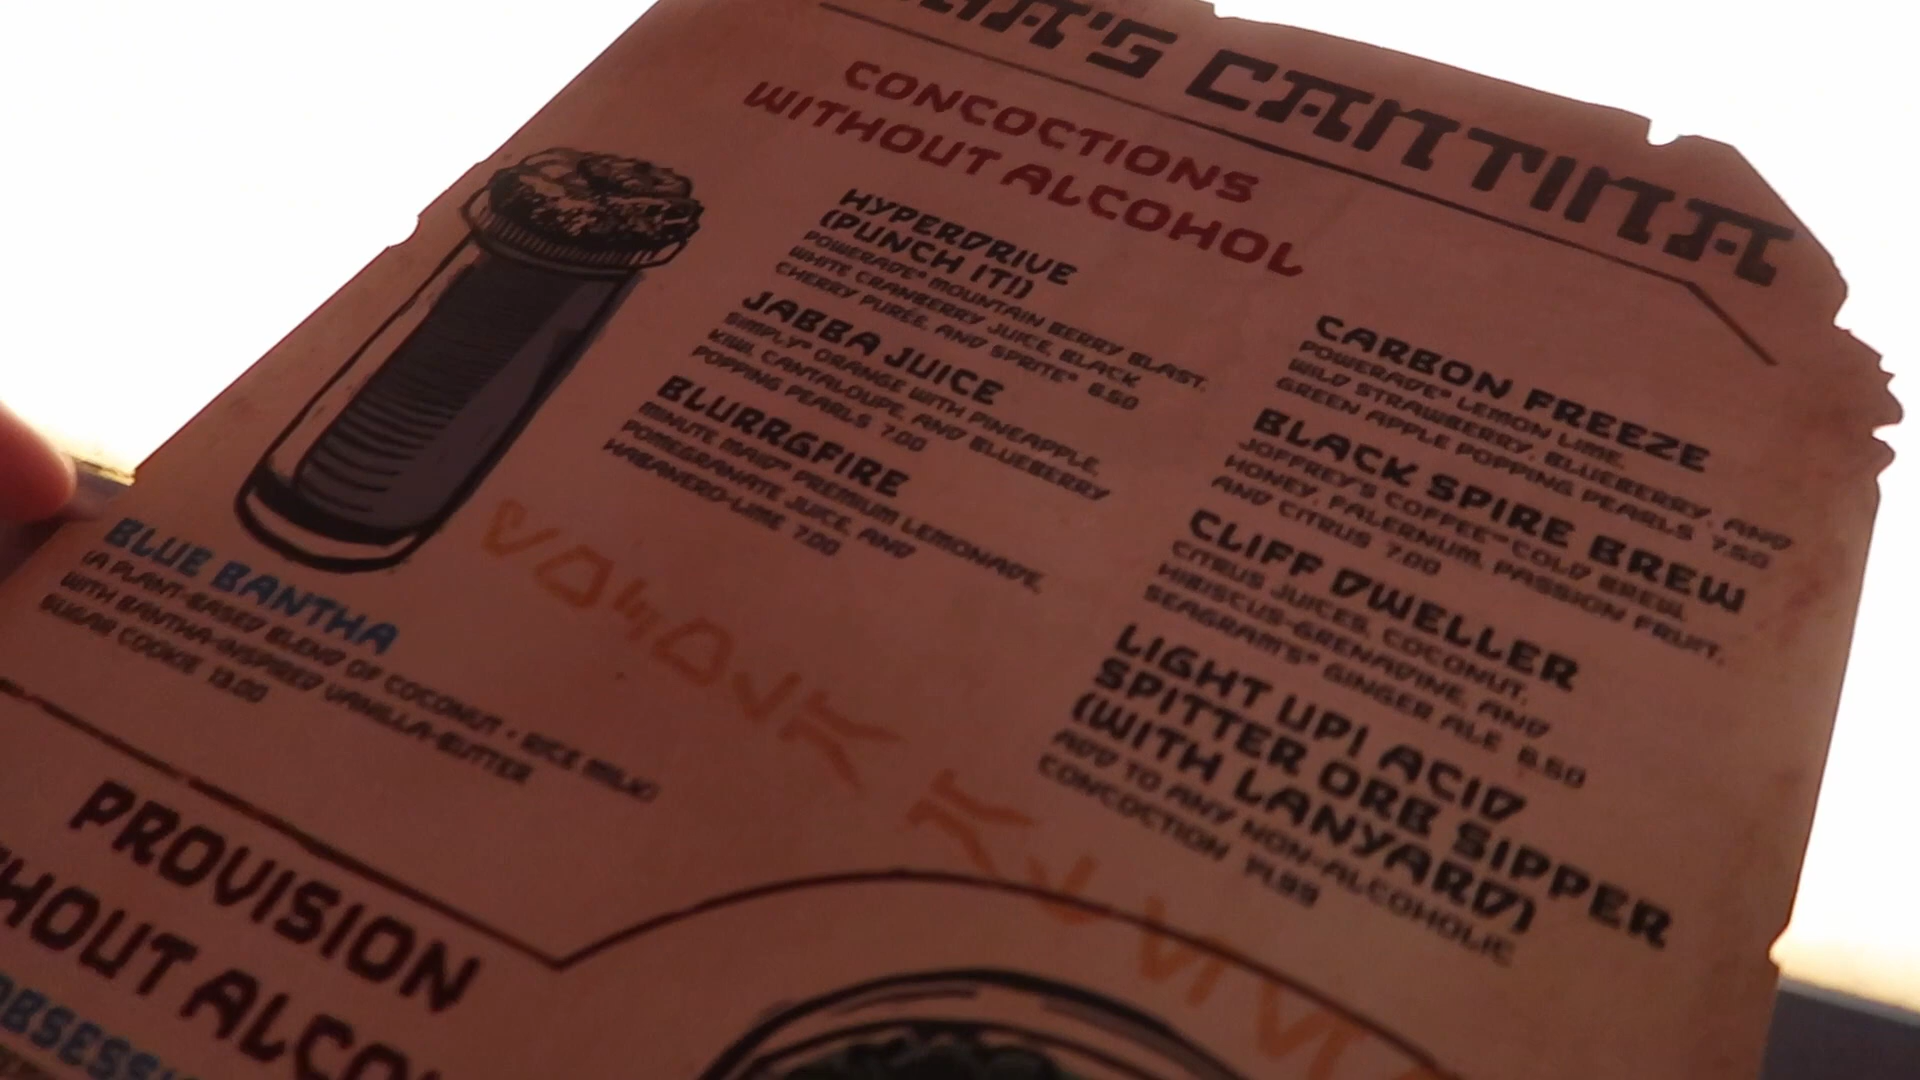 CANTINA
CONCOCTIONS
WITHOUT ALCOHOL
HYPERDRIVE
(PUNCH IT!)
POWERADE® MOUNTAIN BERRY BLAST,
WHITE CRANBERRY JUICE, BLACK
CHERRY PURÉE, AND SPRITE® 6.50
JABBA JUICE
SIMPLY® ORANGE WITH PINEAPPLE,
KIWI, CANTALOUPE, AND BLUEBERRY
POPPING PEARLS 7.00
BLURRGFIRE
MINUTE MAID® PREMIUM LEMONADE,
POMEGRANATE JUICE, AND
HABANERO-LIME 7.00
BLUE BANTHA
(A PLANT-BASED BLEND OF COCONUT + RICE MILK)
WITH BANTHA-INSPIRED VANILLA-BUTTER
SUGAR COOKIE 13.00
CARBON FREEZE
POWERADE® LEMON LIME,
WILD STRAWBERRY, BLUEBERRY, AND
GREEN APPLE POPPING PEARLS 7.50
BLACK SPIRE BREW
JOFFREY'S COFFEE™ COLD BREW,
HONEY, FALERNUM, PASSION FRUIT,
AND CITRUS 7.00
CLIFF DWELLER
CITRUS JUICES, COCONUT,
HIBISCUS-GRENADINE, AND
SEAGRAM'S® GINGER ALE 6.50
LIGHT UP! ACID
SPITTER ORB SIPPER
(WITH LANYARD)
ADD TO ANY NON-ALCOHOLIC
CONCOCTION 14.99
PROVISION